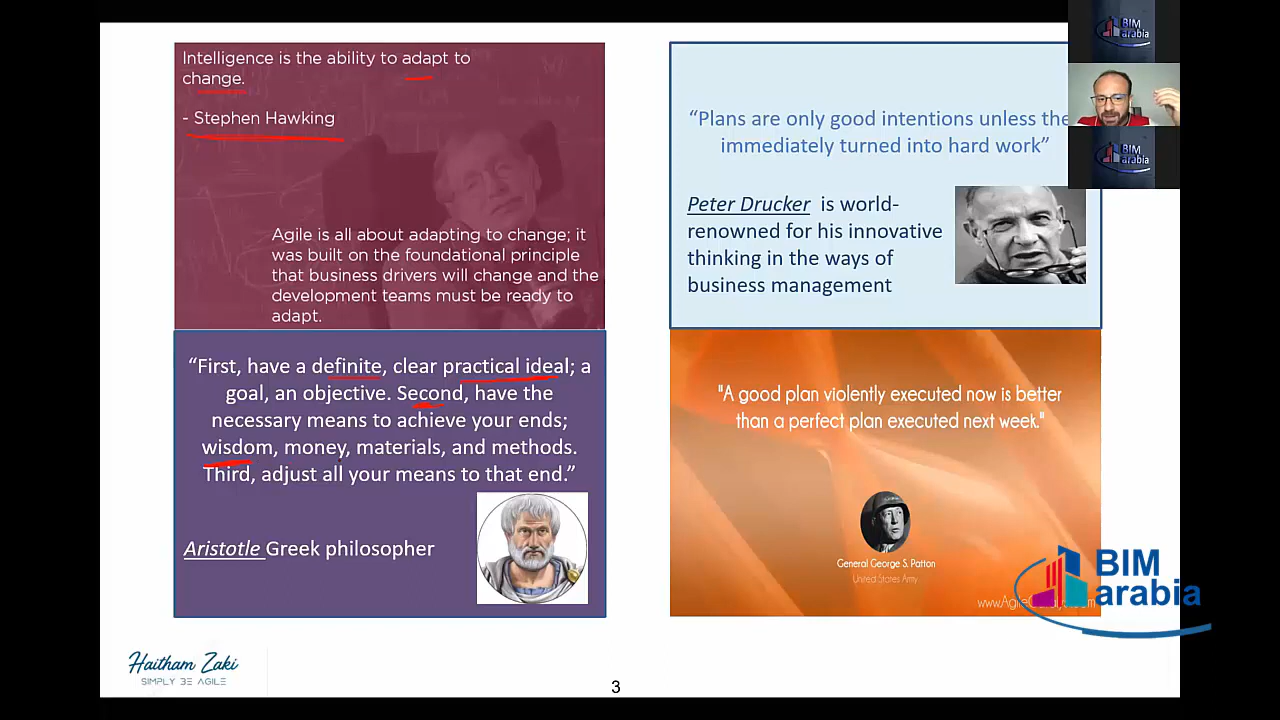 Intelligence is the ability to adapt to
change.
- Stephen Hawking
Agile is all about adapting to change; it
was built on the foundational principle
that business drivers will change and the
development teams must be ready to
adapt.
“Plans are only good intentions unless the
immediately turned into hard work”
Peter Drucker is world-
renowned for his innovative
thinking in the ways of
business management
“First, have a definite, clear practical ideal; a
goal, an objective. Second, have the
necessary means to achieve your ends;
wisdom, money, materials, and methods.
Third, adjust all your means to that end.”
Aristotle Greek philosopher
"A good plan violently executed now is better
than a perfect plan executed next week."
General George S. Patton
United States Army
BIM
arabia
BIM
arabia
BIM
arabia
Haitham Zaki
SIMPLY BE AGILE
3